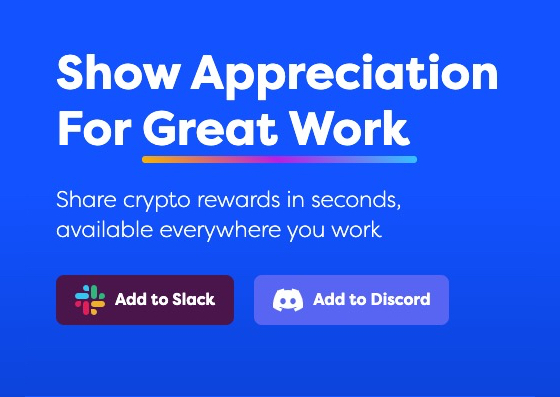 Show Appreciation
For Great Work
Share crypto rewards in seconds,
available everywhere you work
Add to Slack
Add to Discord